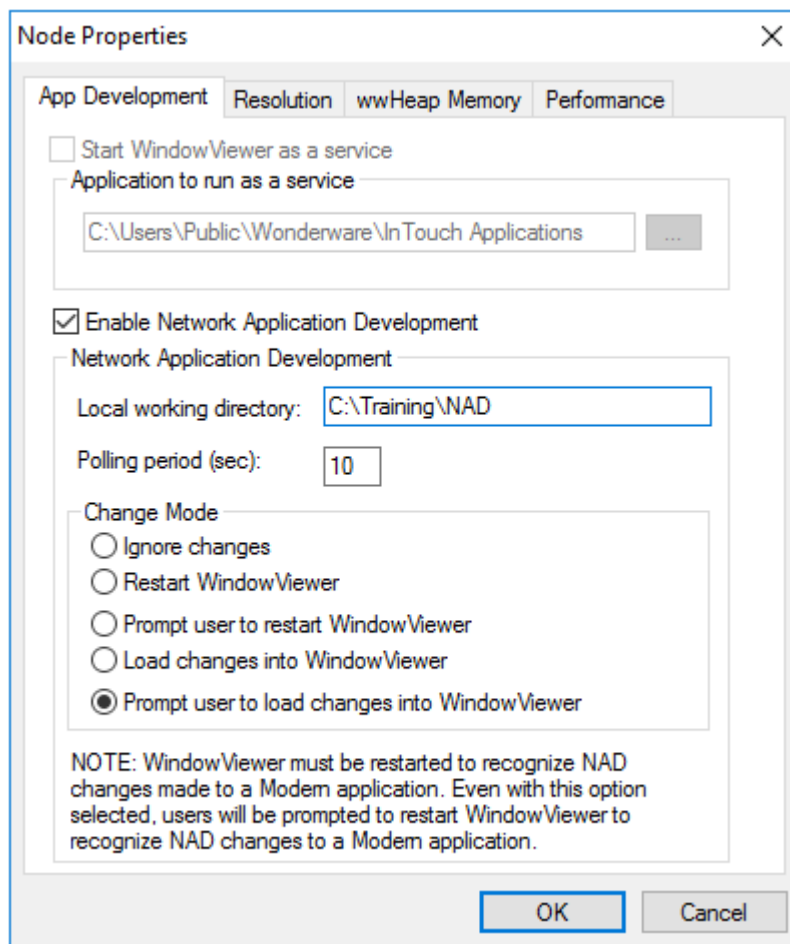 Node Properties
App Development Resolution wwHeap Memory Performance
Start WindowViewer as a service
Application to run as a service
C:\Users\Public\Wonderware\InTouch Applications ...
Enable Network Application Development
Network Application Development
Local working directory: C:\Training\NAD
Polling period (sec): 10
Change Mode
Ignore changes
Restart WindowViewer
Prompt user to restart WindowViewer
Load changes into WindowViewer
Prompt user to load changes into WindowViewer
NOTE: WindowViewer must be restarted to recognize NAD
changes made to a Modern application. Even with this option
selected, users will be prompted to restart WindowViewer to
recognize NAD changes to a Modern application.
OK Cancel